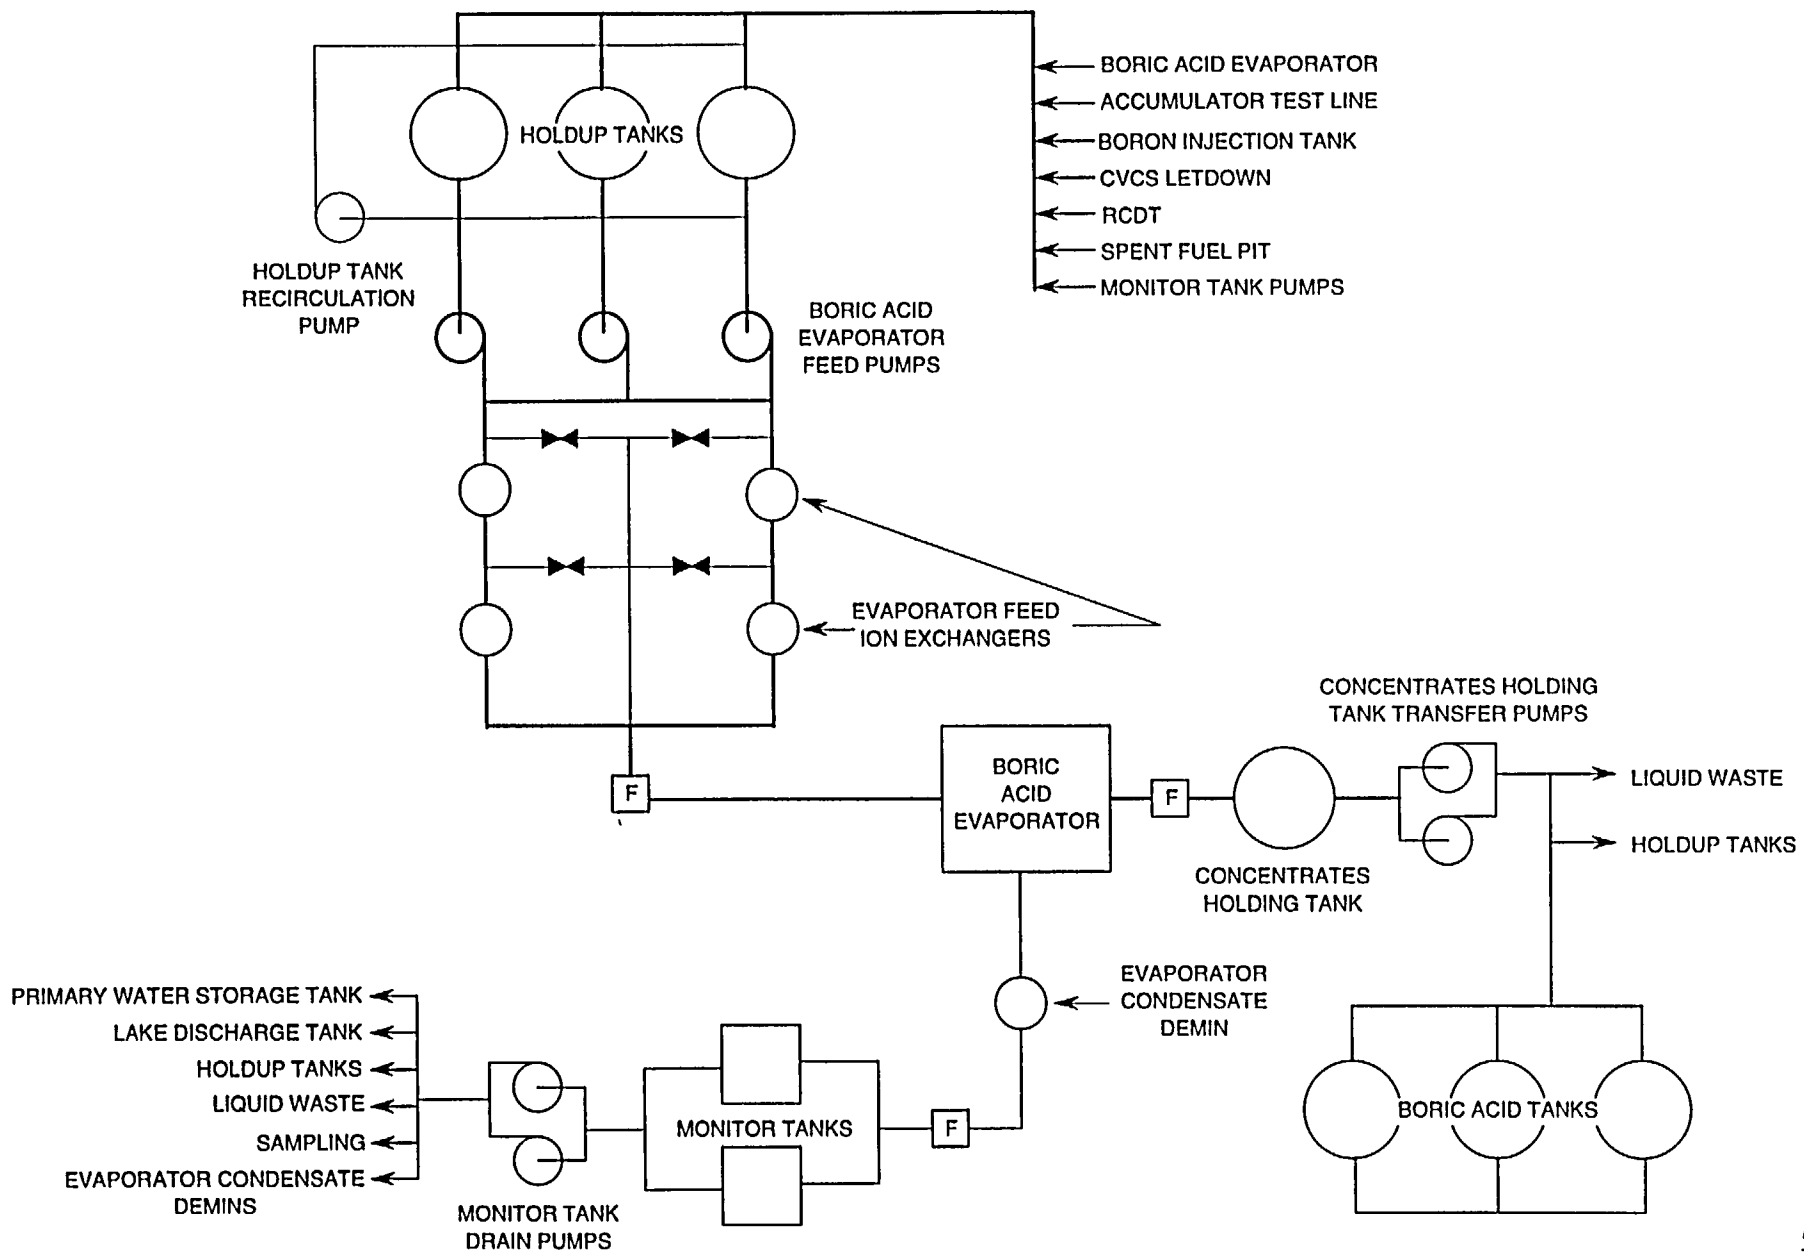 BORIC ACID EVAPORATOR
ACCUMULATOR TEST LINE
BORON INJECTION TANK
CVCS LETDOWN
RCDT
SPENT FUEL PIT
MONITOR TANK PUMPS
HOLDUP TANKS
HOLDUP TANK
RECIRCULATION
PUMP
BORIC ACID
EVAPORATOR
FEED PUMPS
EVAPORATOR FEED
ION EXCHANGERS
F
BORIC
ACID
EVAPORATOR
F
CONCENTRATES HOLDING
TANK TRANSFER PUMPS
CONCENTRATES
HOLDING TANK
LIQUID WASTE
HOLDUP TANKS
EVAPORATOR
CONDENSATE
DEMIN
BORIC ACID TANKS
F
MONITOR TANKS
MONITOR TANK
DRAIN PUMPS
PRIMARY WATER STORAGE TANK
LAKE DISCHARGE TANK
HOLDUP TANKS
LIQUID WASTE
SAMPLING
EVAPORATOR CONDENSATE
DEMINS